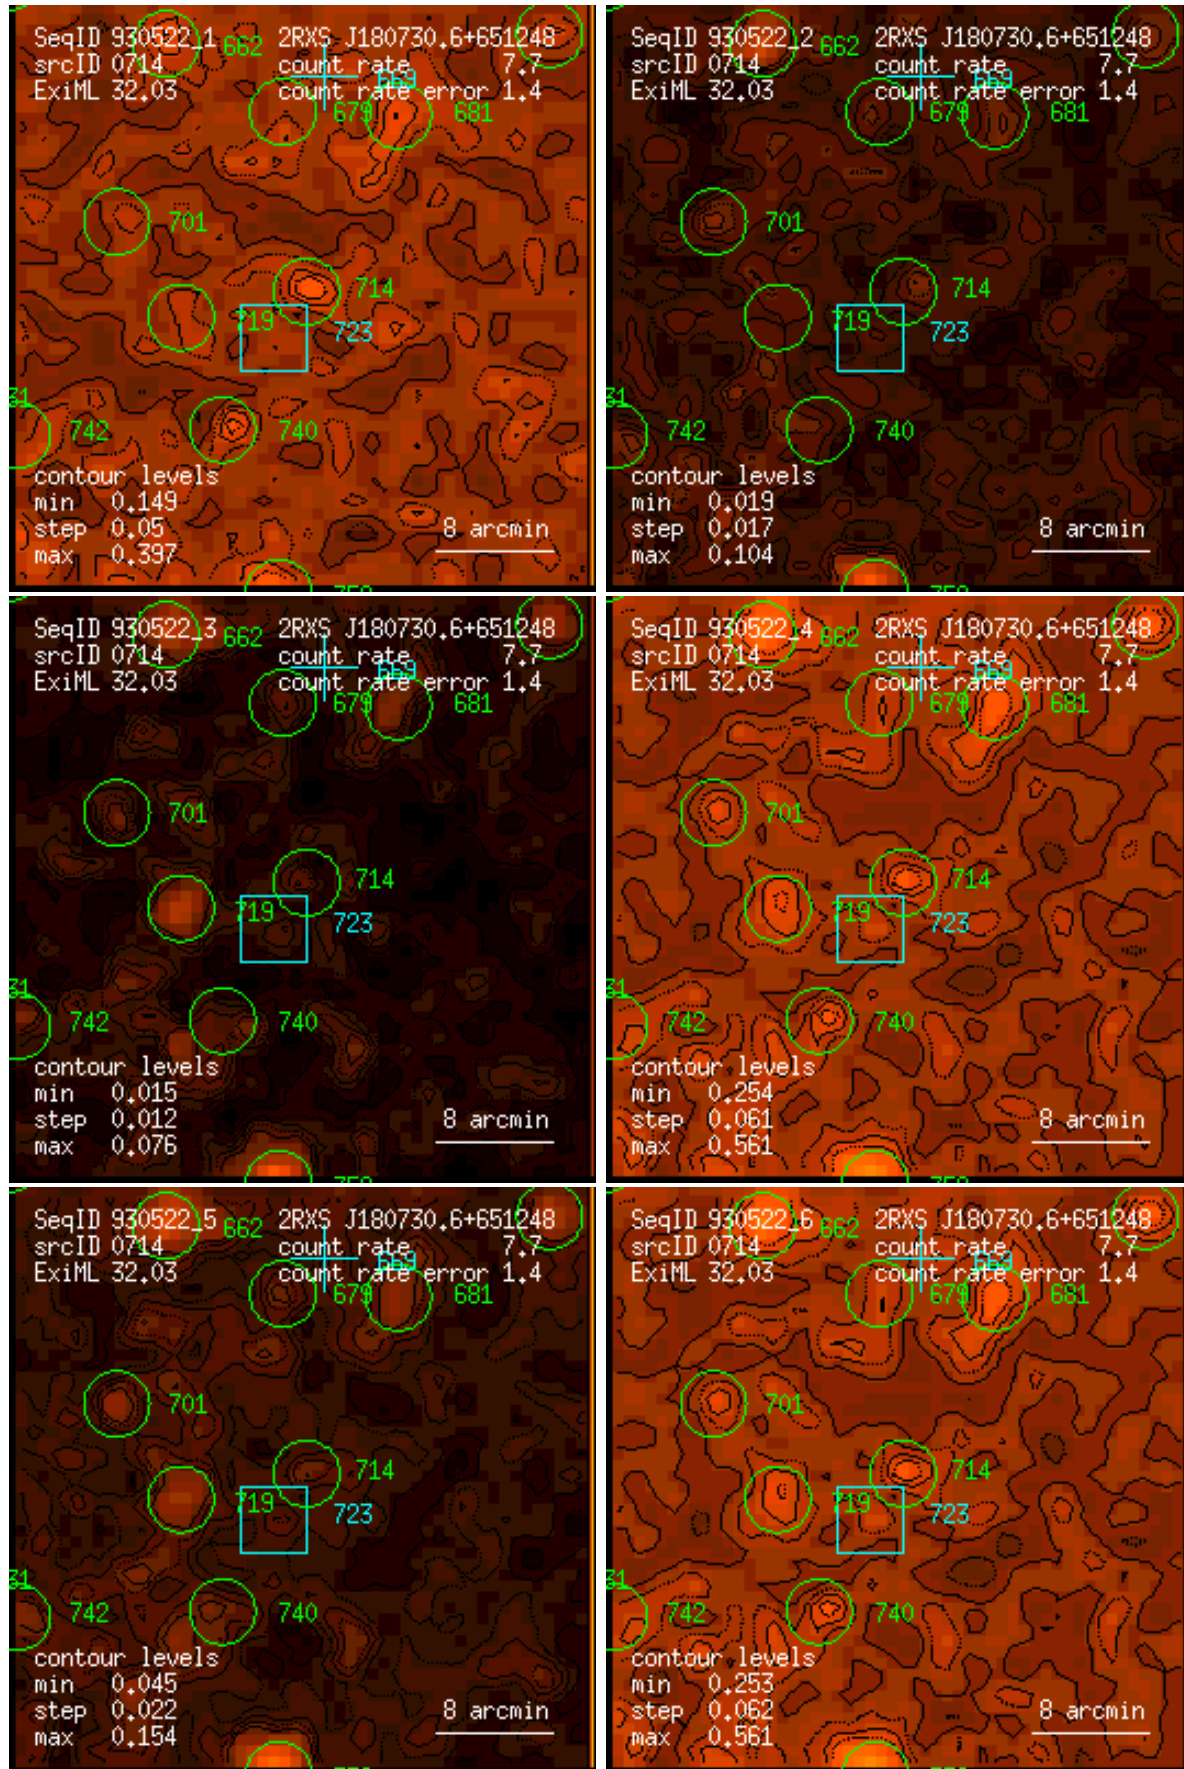 SeqID 930522_1 662 2RXS J180730.6+651248
srcID 0714 count rate 7.7
669
ExiML 32.03 count rate error 1.4
679 681
701
714
719 723
31
742 740
contour levels
min 0.149
step 0.05 8 arcmin
max 0.397
SeqID 930522_2 662 2RXS J180730.6+651248
srcID 0714 count rate 7.7
669
ExiML 32.03 count rate error 1.4
679 681
701
714
719 723
31
742 740
contour levels
min 0.019
step 0.017 8 arcmin
max 0.104
SeqID 930522_3 662 2RXS J180730.6+651248
srcID 0714 count rate 7.7
669
ExiML 32.03 count rate error 1.4
679 681
701
714
719 723
31
742 740
contour levels
min 0.015
step 0.012 8 arcmin
max 0.076
SeqID 930522_4 662 2RXS J180730.6+651248
srcID 0714 count rate 7.7
669
ExiML 32.03 count rate error 1.4
679 681
701
714
719 723
31
742 740
contour levels
min 0.254
step 0.061 8 arcmin
max 0.561
SeqID 930522_5 662 2RXS J180730.6+651248
srcID 0714 count rate 7.7
669
ExiML 32.03 count rate error 1.4
679 681
701
714
719 723
31
742 740
contour levels
min 0.045
step 0.022 8 arcmin
max 0.154
SeqID 930522_6 662 2RXS J180730.6+651248
srcID 0714 count rate 7.7
669
ExiML 32.03 count rate error 1.4
679 681
701
714
719 723
31
742 740
contour levels
min 0.253
step 0.062 8 arcmin
max 0.561